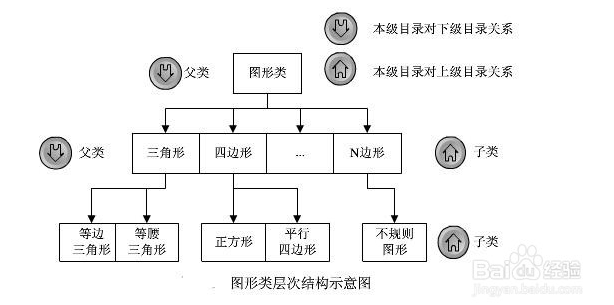 本级目录对下级目录关系
父类
图形类
本级目录对上级目录关系
父类
三角形
四边形
...
N边形
子类
等边
三角形
等腰
三角形
正方形
平行
四边形
不规则
图形
子类
图形类层次结构示意图
Baidu 经验
jingyan.baidu.com